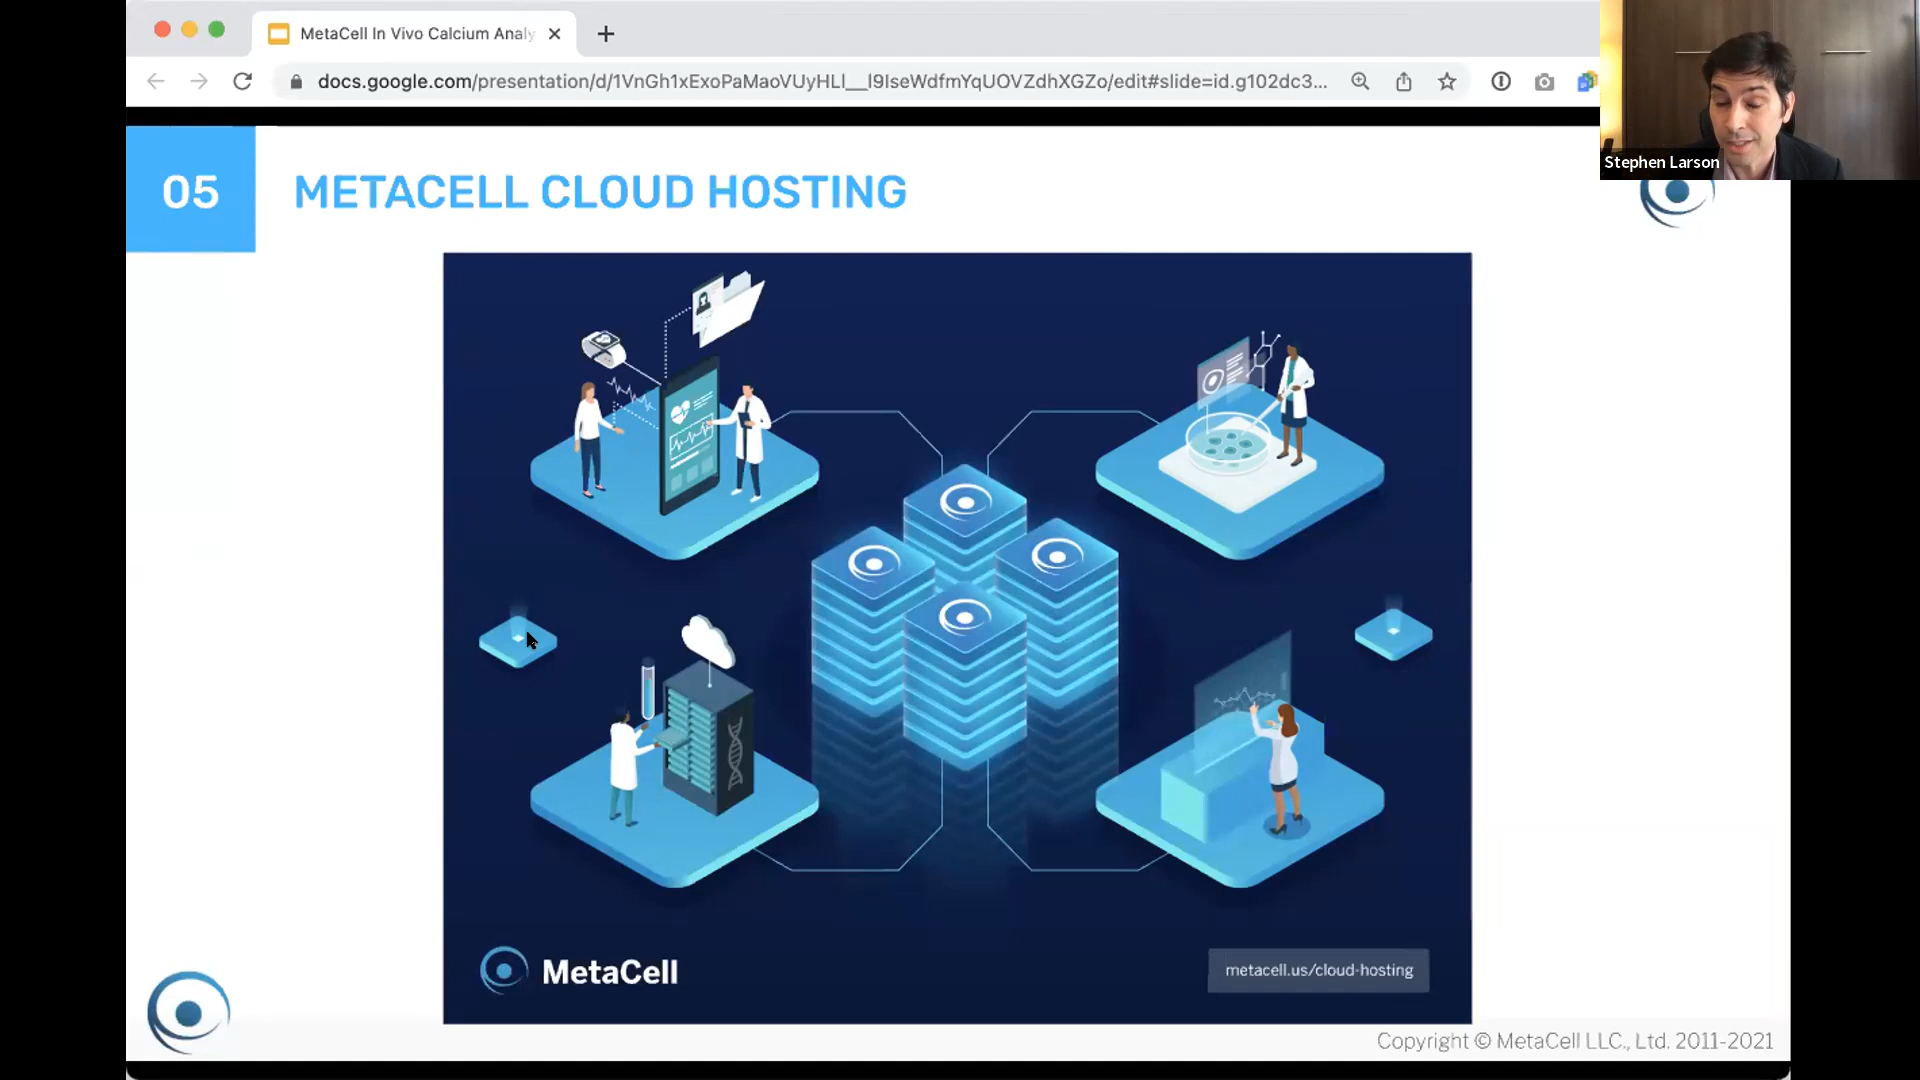 MetaCell In Vivo Calcium Analy
docs.google.com/presentation/d/1VnGh1xExoPaMaoVUyHLl__l9IseWdfmYqUOVZdhXGZo/edit#slide=id.g102dc3...
Stephen Larson
05
METACELL CLOUD HOSTING
MetaCell
metacell.us/cloud-hosting
Copyright © MetaCell LLC., Ltd. 2011-2021